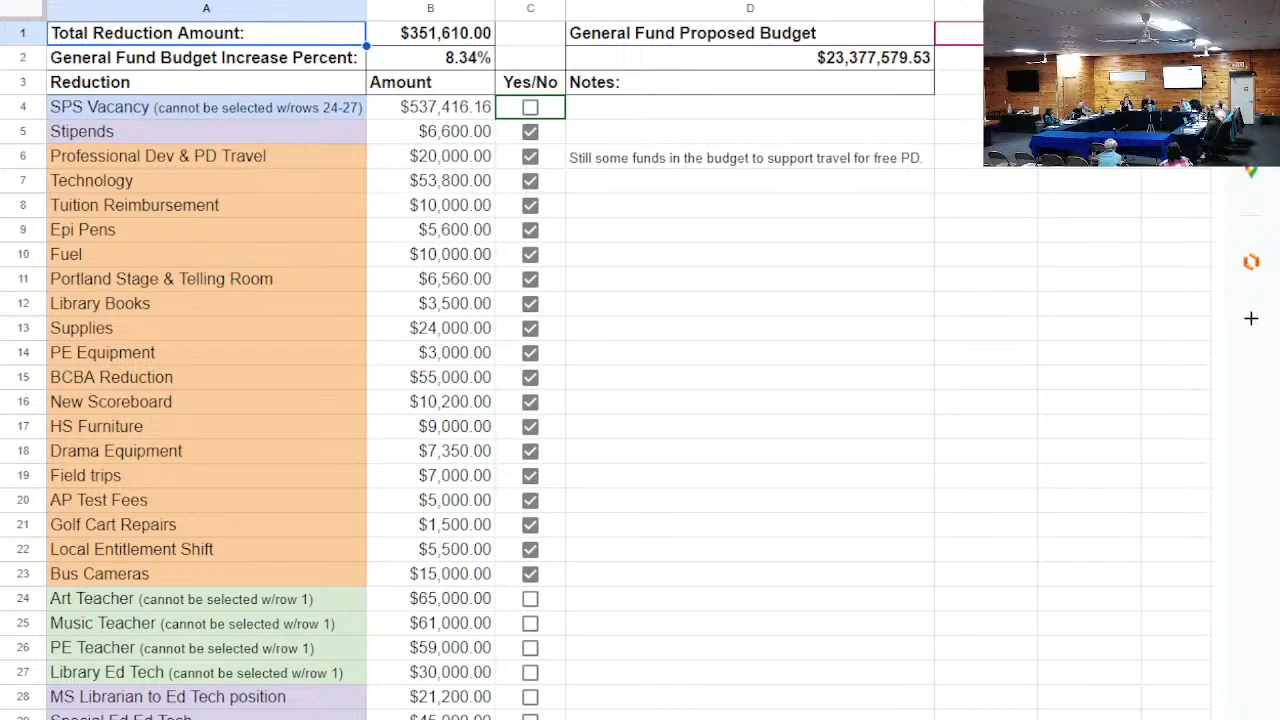 A B C D
1 Total Reduction Amount: $351,610.00 General Fund Proposed Budget
2 General Fund Budget Increase Percent: 8.34% $23,377,579.53
3 Reduction Amount Yes/No Notes:
4 SPS Vacancy (cannot be selected w/rows 24-27) $537,416.16
5 Stipends $6,600.00
6 Professional Dev & PD Travel $20,000.00 Still some funds in the budget to support travel for free PD.
7 Technology $53,800.00
8 Tuition Reimbursement $10,000.00
9 Epi Pens $5,600.00
10 Fuel $10,000.00
11 Portland Stage & Telling Room $6,560.00
12 Library Books $3,500.00
13 Supplies $24,000.00
14 PE Equipment $3,000.00
15 BCBA Reduction $55,000.00
16 New Scoreboard $10,200.00
17 HS Furniture $9,000.00
18 Drama Equipment $7,350.00
19 Field trips $7,000.00
20 AP Test Fees $5,000.00
21 Golf Cart Repairs $1,500.00
22 Local Entitlement Shift $5,500.00
23 Bus Cameras $15,000.00
24 Art Teacher (cannot be selected w/row 1) $65,000.00
25 Music Teacher (cannot be selected w/row 1) $61,000.00
26 PE Teacher (cannot be selected w/row 1) $59,000.00
27 Library Ed Tech (cannot be selected w/row 1) $30,000.00
28 MS Librarian to Ed Tech position $21,200.00
29 Special Ed Ed Tech $45,000.00